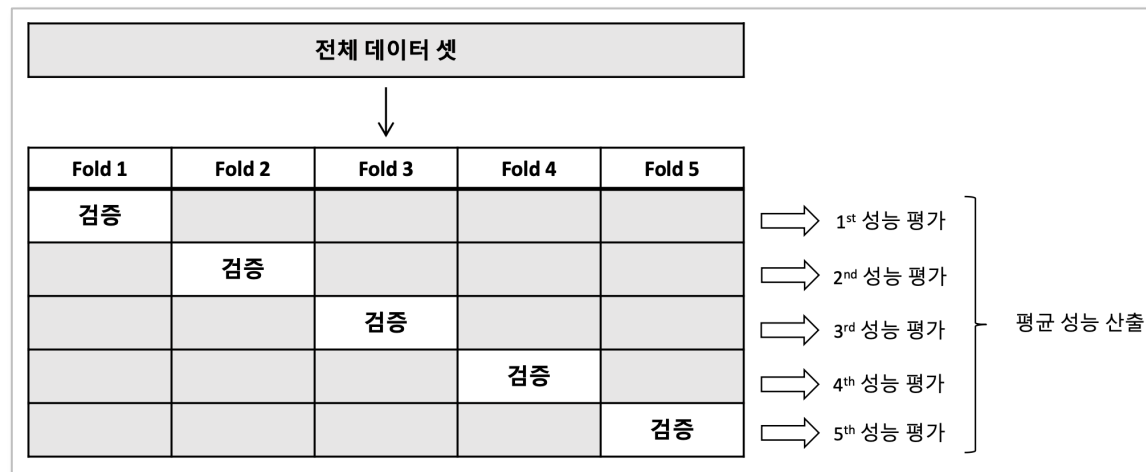 전체 데이터 셋
Fold 1 Fold 2 Fold 3 Fold 4 Fold 5
검증 1st 성능 평가
검증 2nd 성능 평가
검증 3rd 성능 평가 평균 성능 산출
검증 4th 성능 평가
검증 5th 성능 평가